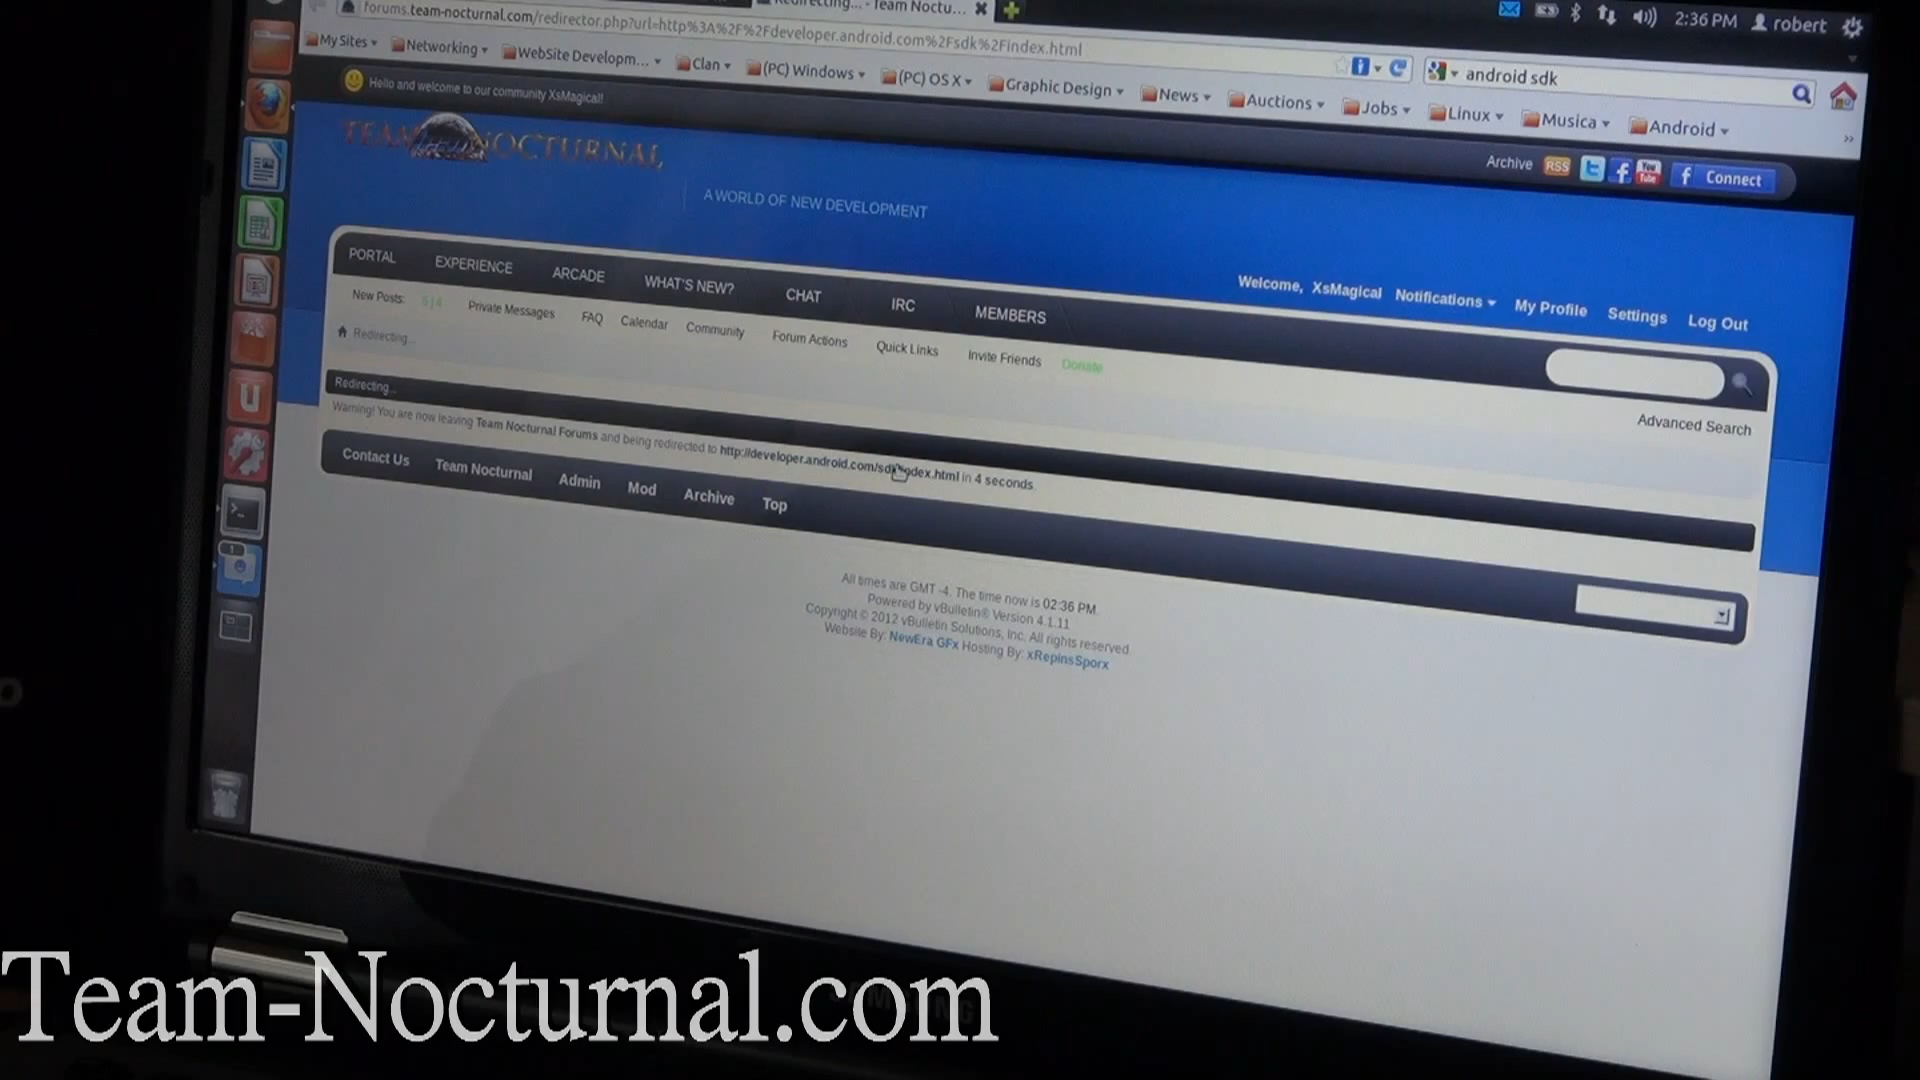 Redirecting... - Team Noctu...
2:36 PM robert
forums.team-nocturnal.com/redirector.php?url=http%3A%2F%2Fdeveloper.android.com%2Fsdk%2Findex.html
android sdk
My Sites Networking WebSite Developm... Clan (PC) Windows (PC) OS X Graphic Design News Auctions Jobs Linux Musica Android
Hello and welcome to our community XsMagical!
Archive RSS You Tube f Connect
TEAM NOCTURNAL
A WORLD OF NEW DEVELOPMENT
Welcome, XsMagical Notifications My Profile Settings Log Out
PORTAL EXPERIENCE ARCADE WHAT'S NEW? CHAT IRC MEMBERS
New Posts: Private Messages FAQ Calendar Community Forum Actions Quick Links Invite Friends Donate
Advanced Search
Redirecting...
Redirecting...
Warning! You are now leaving Team Nocturnal Forums and being redirected to http://developer.android.com/sdk/index.html in 4 seconds
Contact Us Team Nocturnal Admin Mod Archive Top
All times are GMT -4. The time now is 02:36 PM.
Powered by vBulletin® Version 4.1.11
Copyright © 2012 vBulletin Solutions, Inc. All rights reserved.
Website By: NewEra GFx Hosting By: xRepinsSporx
Team-Nocturnal.com